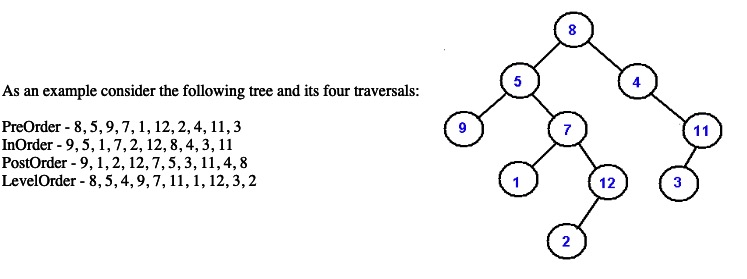 As an example consider the following tree and its four traversals:
PreOrder - 8, 5, 9, 7, 1, 12, 2, 4, 11, 3
InOrder - 9, 5, 1, 7, 2, 12, 8, 4, 3, 11
PostOrder - 9, 1, 2, 12, 7, 5, 3, 11, 4, 8
LevelOrder - 8, 5, 4, 9, 7, 11, 1, 12, 3, 2
8
5
4
9
7
11
1
12
3
2